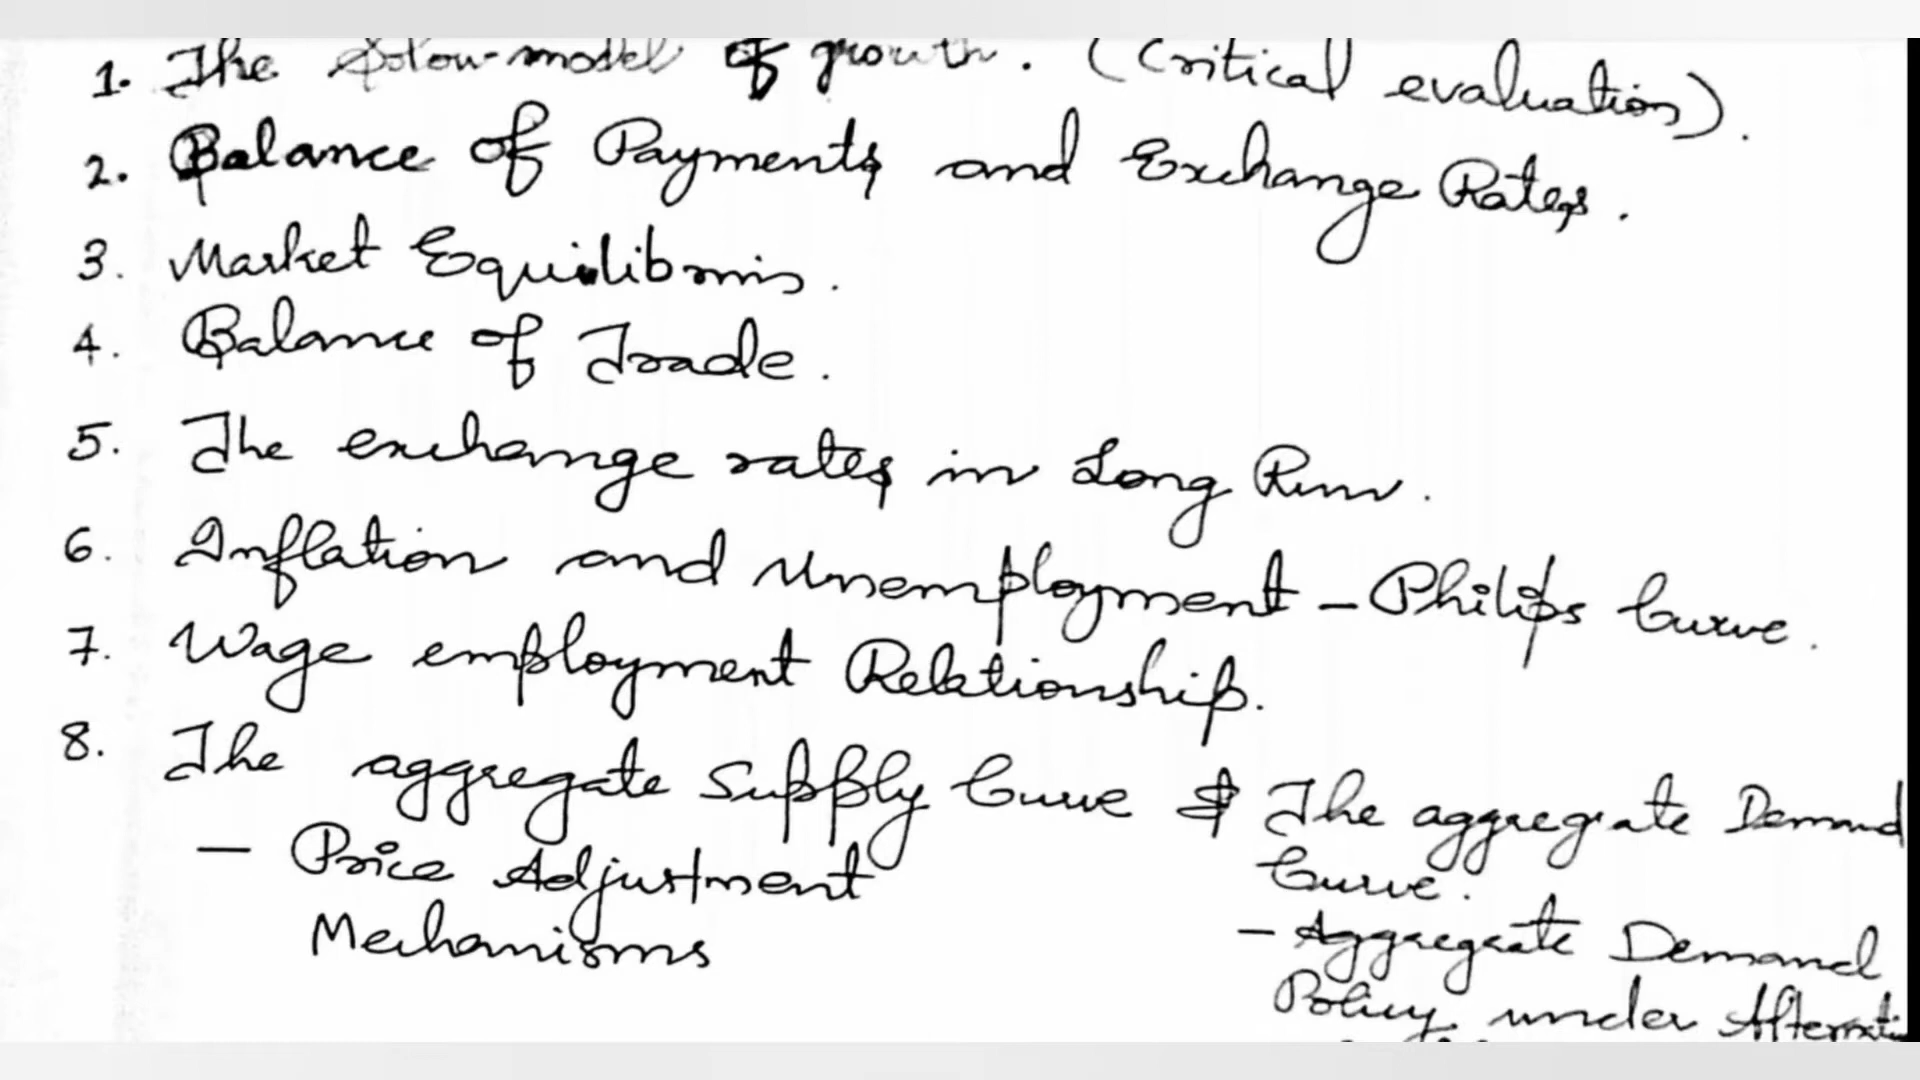 1. The Solow-model of growth. (Critical evaluation).
2. Balance of Payments and Exchange Rates.
3. Market Equilibrmis.
4. Balance of Trade.
5. The exchange rates in Long Run.
6. Inflation and Unemployment - Philips Curve.
7. Wage employment Relationship.
8. The aggregate Supply Curve & The aggregate Demand
Curve.
- Price Adjustment
Mechanisms
- Aggregate Demand
Policy under Alternati